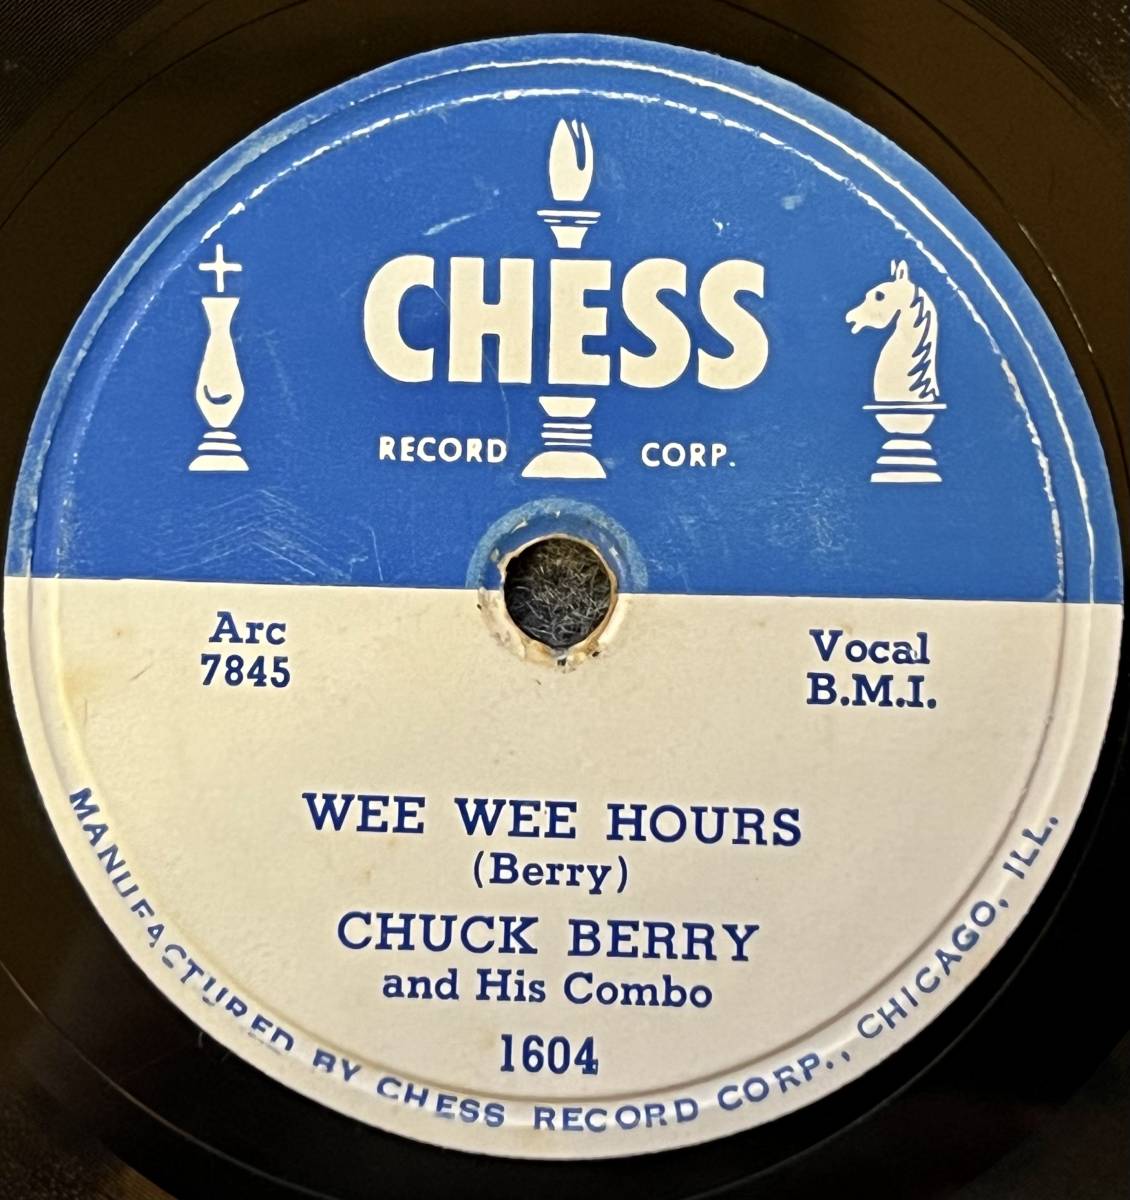 CHESS
RECORD CORP.
Arc
7845
Vocal
B.M.I.
WEE WEE HOURS
(Berry)
CHUCK BERRY
and His Combo
1604
MANUFACTURED BY CHESS RECORD CORP., CHICAGO, ILL.